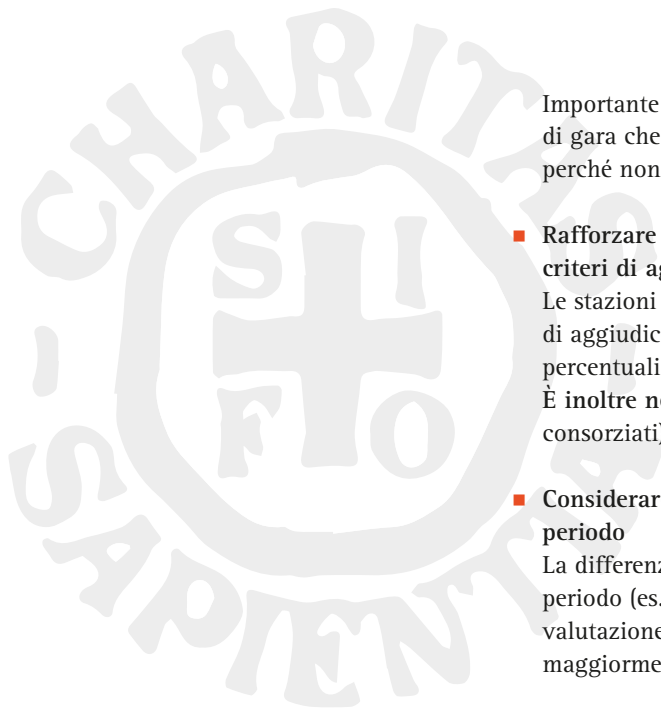 - CHARITAS -
SAPIENTIA
S I
F O
Importante
di gara che
perché non
Rafforzare
criteri di a
Le stazioni
di aggiudic
percentuali
È inoltre n
consorziati)
Considerar
periodo
La differenz
periodo (es.
valutazione
maggiorme